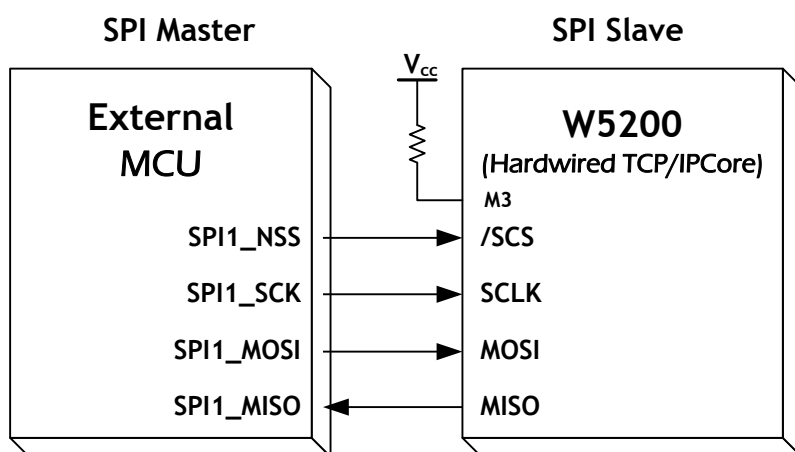 SPI Master
SPI Slave
Vcc
External
MCU
W5200
(Hardwired TCP/IPCore)
M3
SPI1_NSS
/SCS
SPI1_SCK
SCLK
SPI1_MOSI
MOSI
SPI1_MISO
MISO